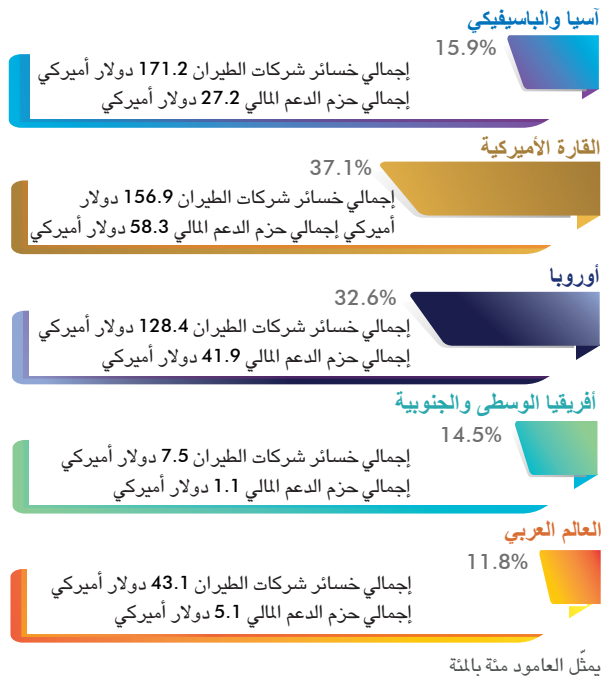 آسيا والباسيفيكي
15.9%
إجمالي خسائر شركات الطيران 171.2 دولار أميركي
إجمالي حزم الدعم المالي 27.2 دولار أميركي
القارة الأميركية
37.1%
إجمالي خسائر شركات الطيران 156.9 دولار
أميركي إجمالي حزم الدعم المالي 58.3 دولار أميركي
أوروبا
32.6%
إجمالي خسائر شركات الطيران 128.4 دولار أميركي
إجمالي حزم الدعم المالي 41.9 دولار أميركي
أفريقيا الوسطى والجنوبية
14.5%
إجمالي خسائر شركات الطيران 7.5 دولار أميركي
إجمالي حزم الدعم المالي 1.1 دولار أميركي
العالم العربي
11.8%
إجمالي خسائر شركات الطيران 43.1 دولار أميركي
إجمالي حزم الدعم المالي 5.1 دولار أميركي
يمثّل العامود مئة بالمئة